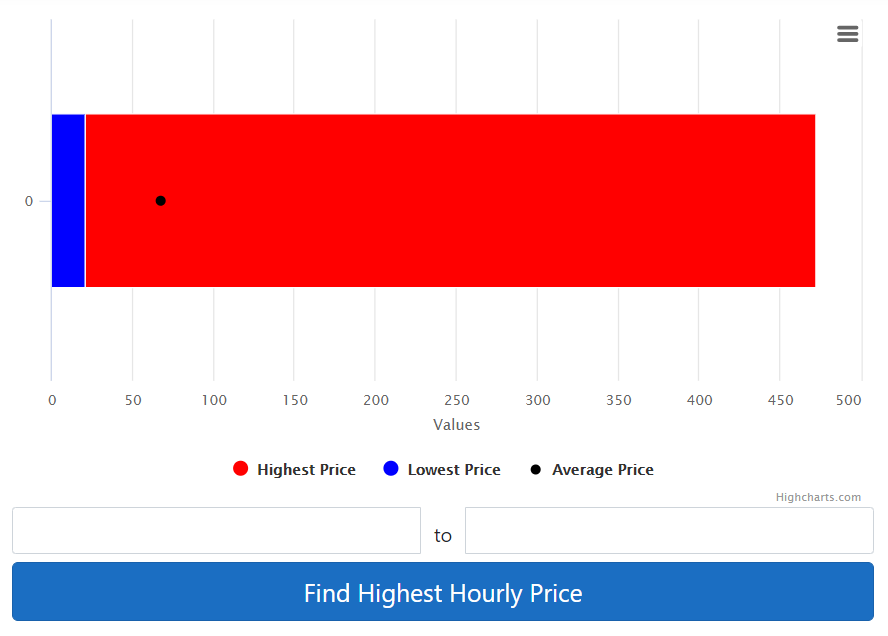 0
0 50 100 150 200 250 300 350 400 450 500
Values
Highest Price Lowest Price Average Price
Highcharts.com
to
Find Highest Hourly Price